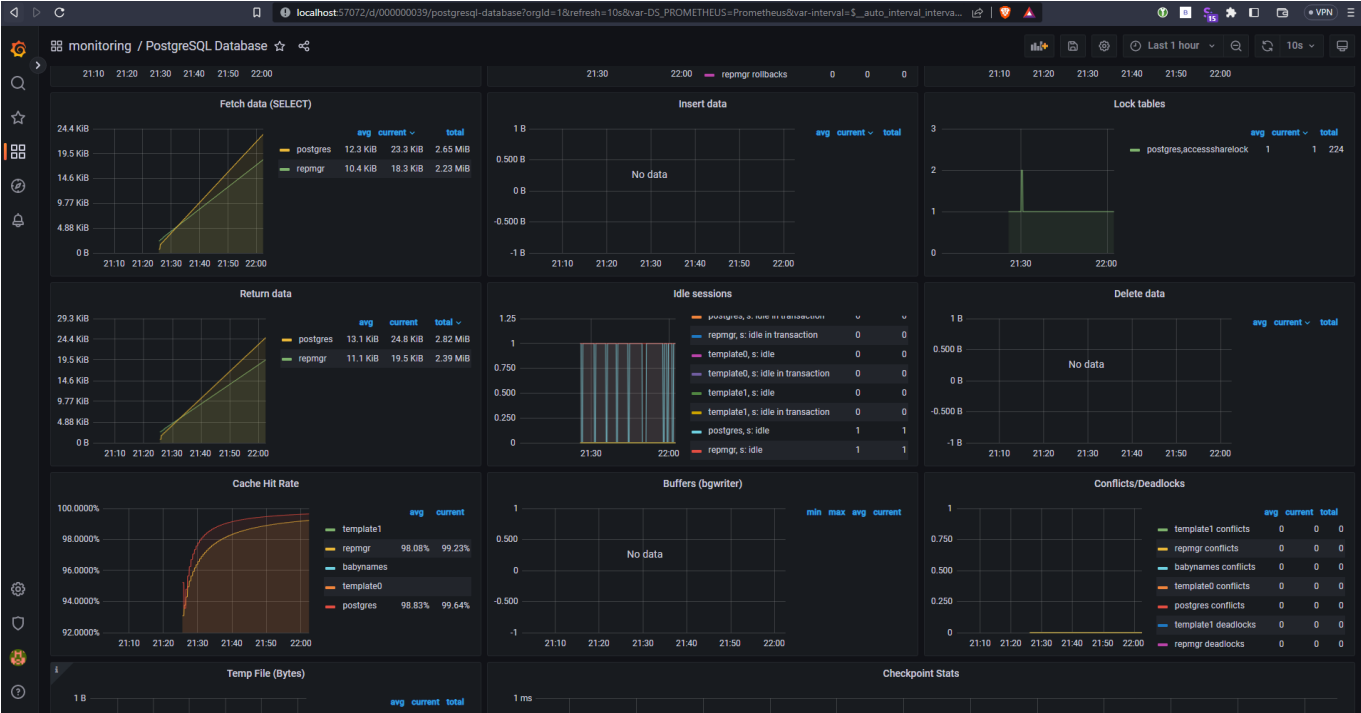 localhost:57072/d/000000039/postgresql-database?orgId=1&refresh=10s&var-DS_PROMETHEUS=Prometheus&var-interval=$__auto_interval_interva...
15
VPN
monitoring / PostgreSQL Database
Last 1 hour
10s
21:10 21:20 21:30 21:40 21:50 22:00
21:30 22:00
repmgr rollbacks 0 0 0
21:10 21:20 21:30 21:40 21:50 22:00
Fetch data (SELECT)
24.4 KiB
19.5 KiB
14.6 KiB
9.77 KiB
4.88 KiB
0 B
21:10 21:20 21:30 21:40 21:50 22:00
avg current total
postgres 12.3 KiB 23.3 KiB 2.65 MiB
repmgr 10.4 KiB 18.3 KiB 2.23 MiB
Insert data
1 B
0.500 B
0 B
-0.500 B
-1 B
No data
21:10 21:20 21:30 21:40 21:50 22:00
avg current total
Lock tables
3
2
1
0
21:30 22:00
avg current total
postgres,accesssharelock 1 1 224
Return data
29.3 KiB
24.4 KiB
19.5 KiB
14.6 KiB
9.77 KiB
4.88 KiB
0 B
21:10 21:20 21:30 21:40 21:50 22:00
avg current total
postgres 13.1 KiB 24.8 KiB 2.82 MiB
repmgr 11.1 KiB 19.5 KiB 2.39 MiB
Idle sessions
1.25
1
0.750
0.500
0.250
0
21:30 22:00
postgres, s: idle in transaction 0 0
repmgr, s: idle in transaction 0 0
template0, s: idle 0 0
template0, s: idle in transaction 0 0
template1, s: idle 0 0
template1, s: idle in transaction 0 0
postgres, s: idle 1 1
repmgr, s: idle 1 1
Delete data
1 B
0.500 B
0 B
-0.500 B
-1 B
No data
21:10 21:20 21:30 21:40 21:50 22:00
avg current total
Cache Hit Rate
100.0000%
98.0000%
96.0000%
94.0000%
92.0000%
21:10 21:20 21:30 21:40 21:50 22:00
avg current
template1
repmgr 98.08% 99.23%
babynames
template0
postgres 98.83% 99.64%
Buffers (bgwriter)
1
0.500
0
-0.500
-1
No data
21:10 21:20 21:30 21:40 21:50 22:00
min max avg current
Conflicts/Deadlocks
1
0.750
0.500
0.250
0
21:10 21:20 21:30 21:40 21:50 22:00
avg current total
template1 conflicts 0 0 0
repmgr conflicts 0 0 0
babynames conflicts 0 0 0
template0 conflicts 0 0 0
postgres conflicts 0 0 0
template1 deadlocks 0 0 0
repmgr deadlocks 0 0 0
Temp File (Bytes)
1 B
avg current total
Checkpoint Stats
1 ms